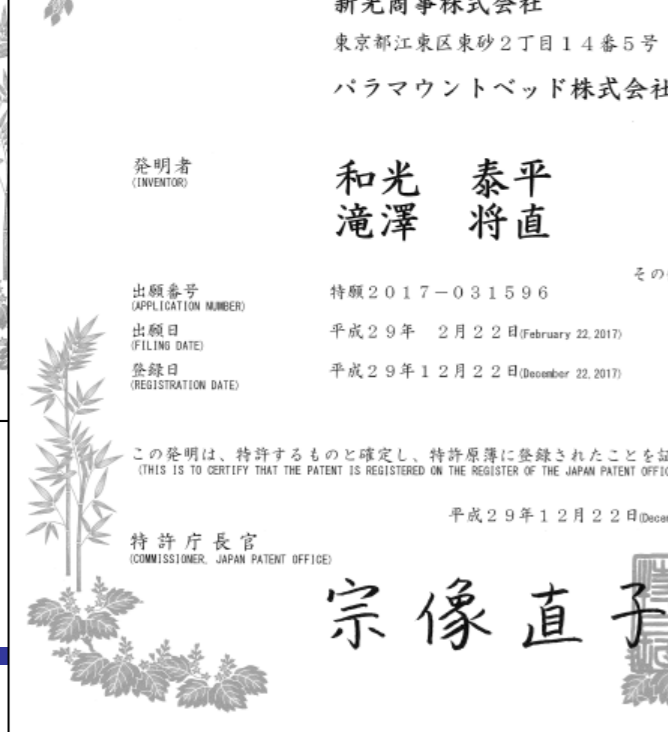 新光商事株式会社
東京都江東区東砂２丁目１４番５号
パラマウントベッド株式会社
発明者
(INVENTOR)
和光　泰平
滝澤　将直
その
出願番号
(APPLICATION NUMBER)
特願２０１７－０３１５９６
出願日
(FILING DATE)
平成２９年　２月２２日(February 22,2017)
登録日
(REGISTRATION DATE)
平成２９年１２月２２日(December 22,2017)
この発明は、特許するものと確定し、特許原簿に登録されたことを証
(THIS IS TO CERTIFY THAT THE PATENT IS REGISTERED ON THE REGISTER OF THE JAPAN PATENT OFFIC
平成２９年１２月２２日(Decem
特許庁長官
(COMMISSIONER, JAPAN PATENT OFFICE)
宗像直子